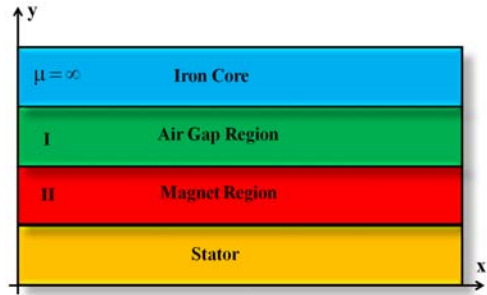 y
μ = ∞ Iron Core
I Air Gap Region
II Magnet Region
Stator
x